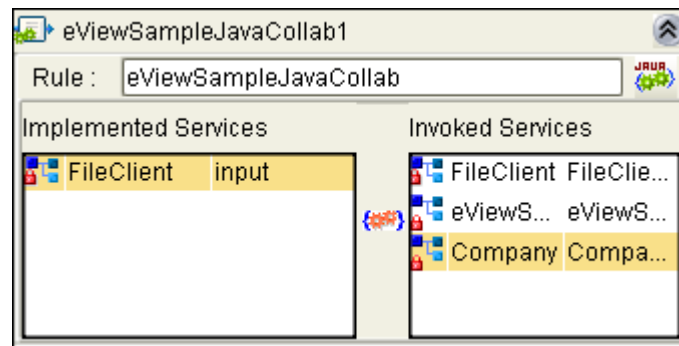 eViewSampleJavaCollab1
Rule : eViewSampleJavaCollab JAVA
Implemented Services Invoked Services
FileClient input FileClient FileClie...
eViewS... eViewS...
Company Compa...